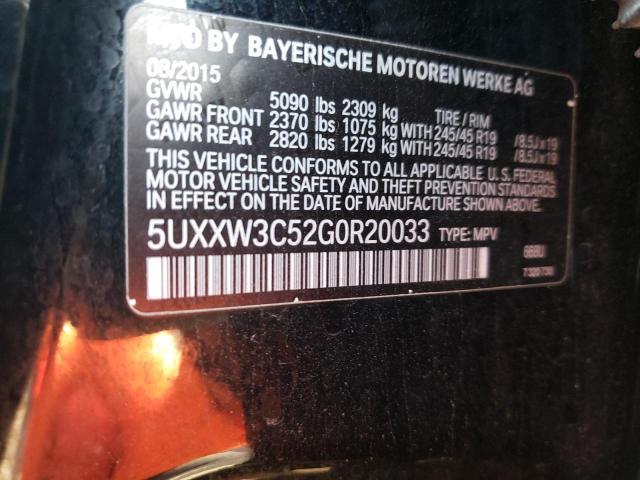 MFD BY BAYERISCHE MOTOREN WERKE AG
08/2015
GVWR 5090 lbs 2309 kg TIRE / RIM
GAWR FRONT 2370 lbs 1075 kg WITH 245/45 R19 /8.5J x 19
GAWR REAR 2820 lbs 1279 kg WITH 245/45 R19 /8.5J x 19
THIS VEHICLE CONFORMS TO ALL APPLICABLE U.S. FEDERAL
MOTOR VEHICLE SAFETY AND THEFT PREVENTION STANDARDS
IN EFFECT ON THE DATE OF MANUFACTURE SHOWN ABOVE.
5UXXW3C52G0R20033 TYPE: MPV
668U